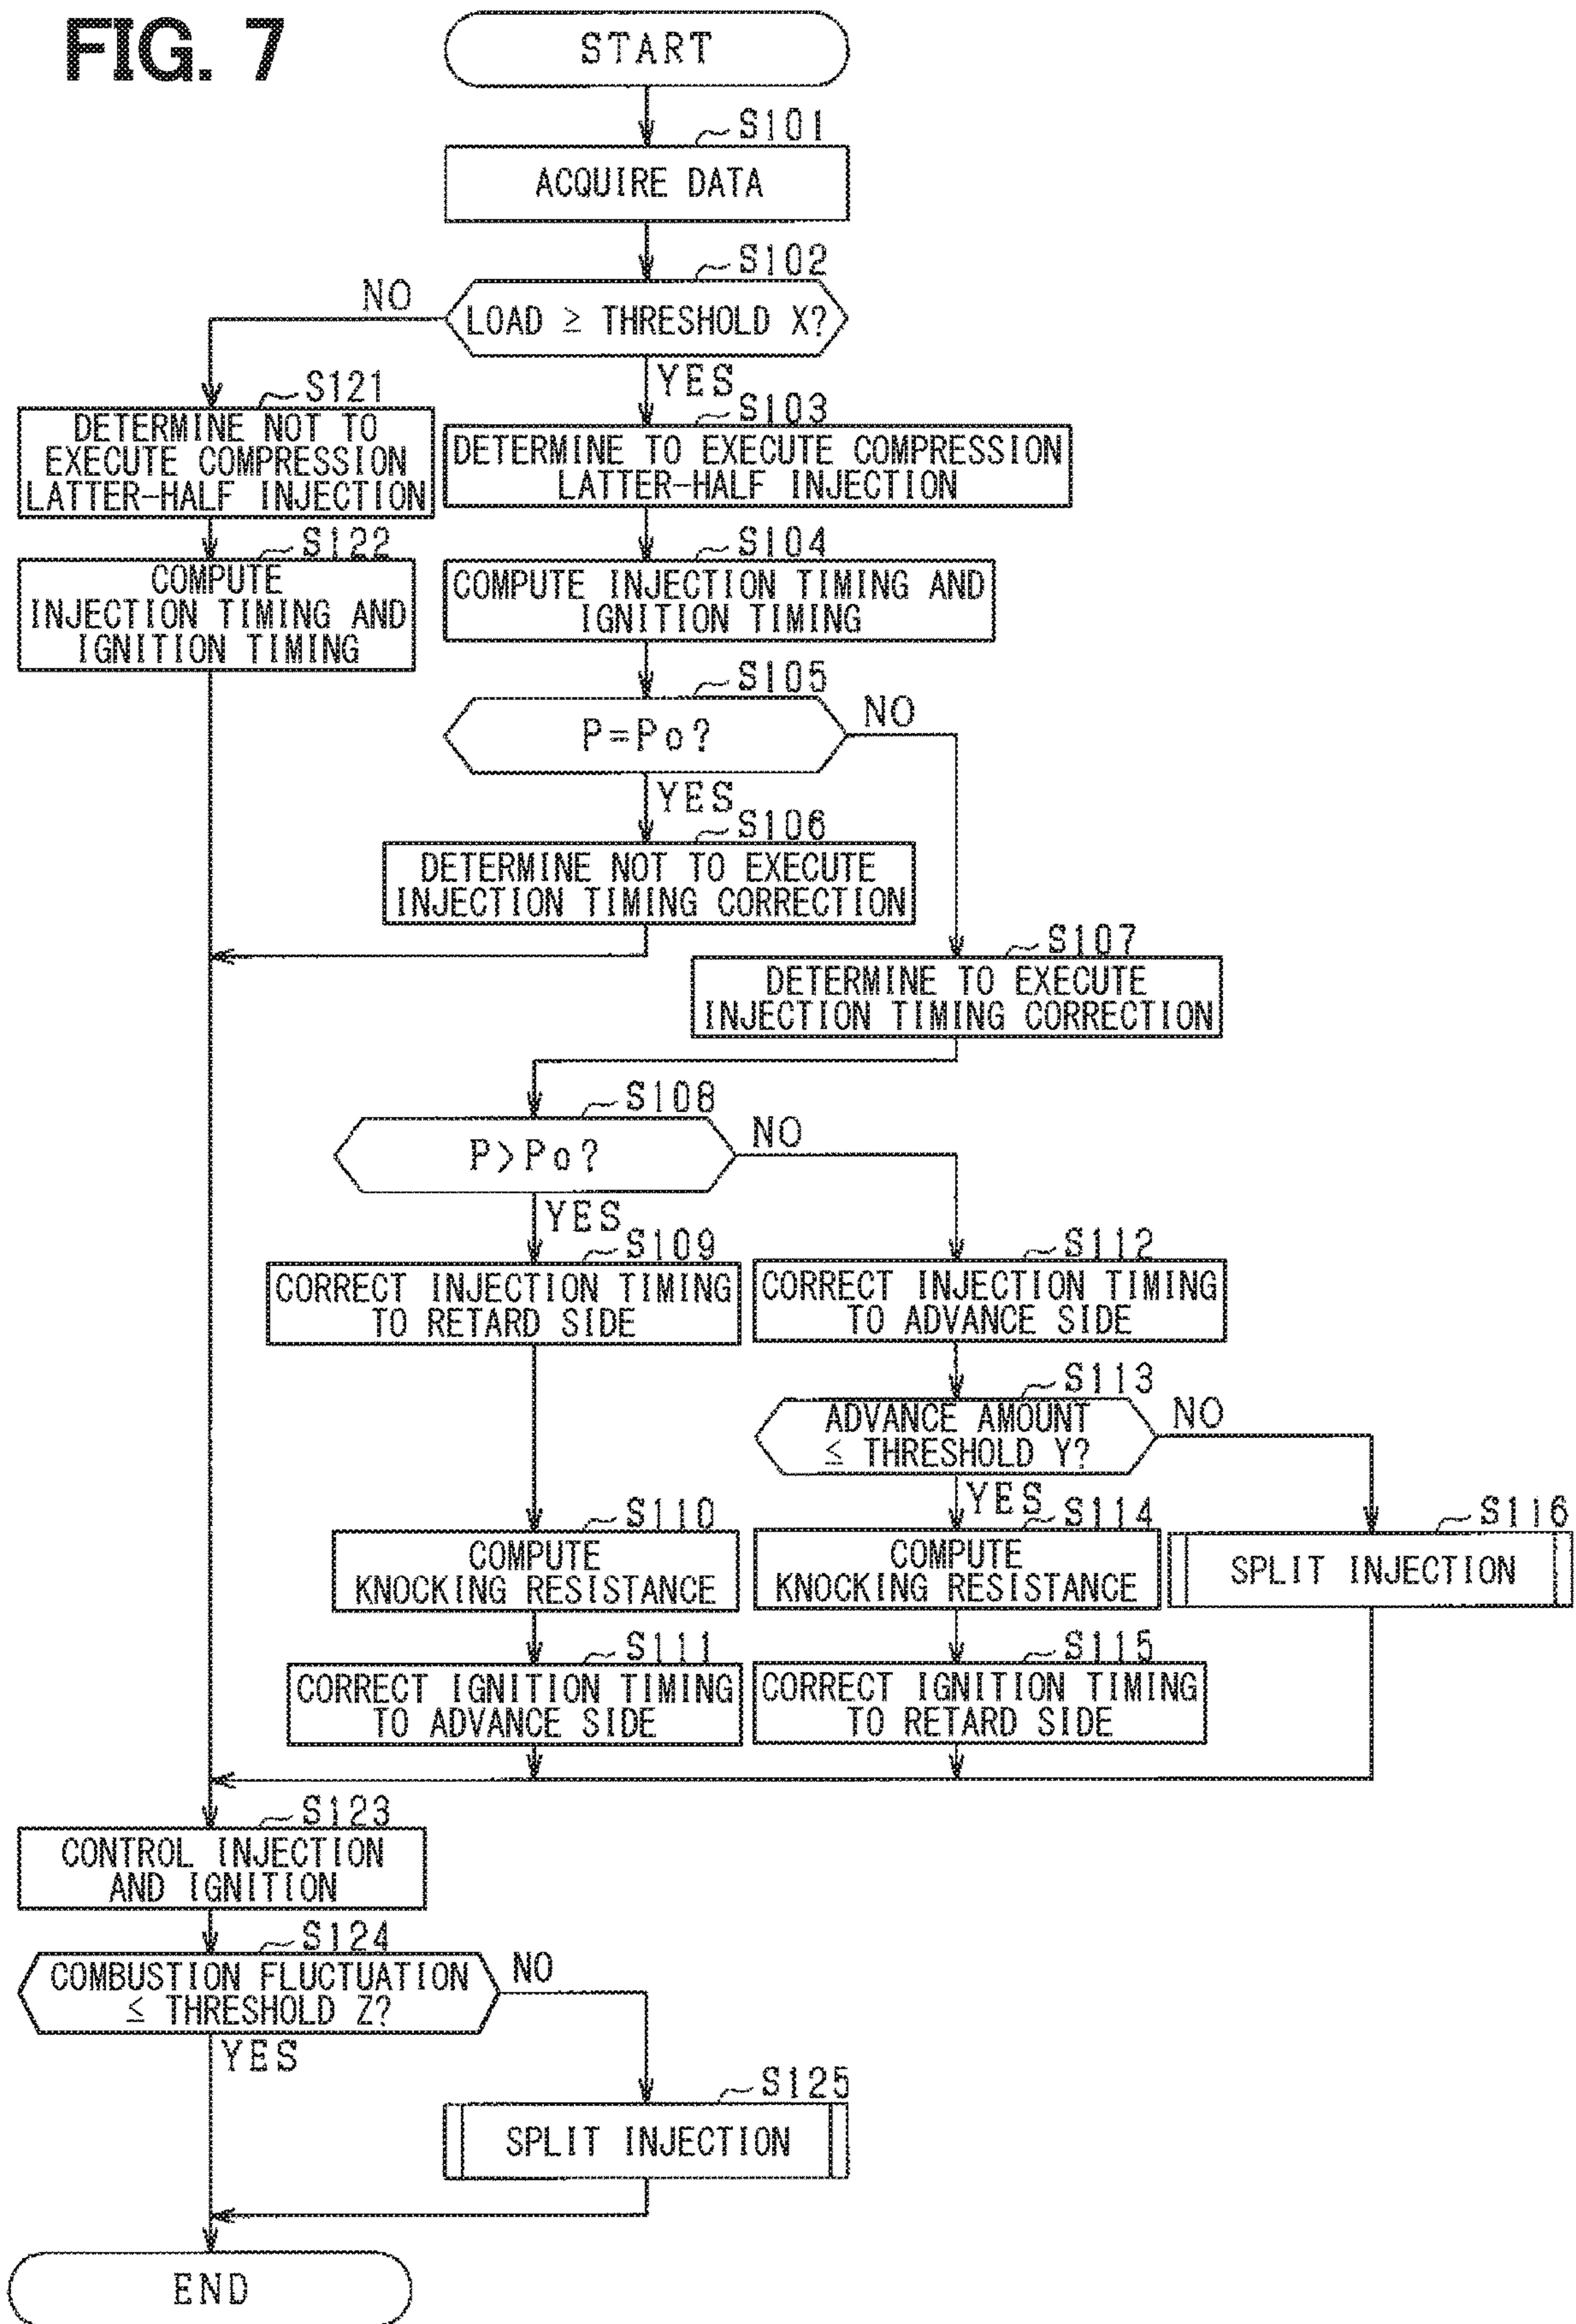 FIG. 7
START
S101
ACQUIRE DATA
S102
LOAD ≥ THRESHOLD X?
NO
YES
S121
DETERMINE NOT TO
EXECUTE COMPRESSION
LATTER-HALF INJECTION
S103
DETERMINE TO EXECUTE COMPRESSION
LATTER-HALF INJECTION
S122
COMPUTE
INJECTION TIMING AND
IGNITION TIMING
S104
COMPUTE INJECTION TIMING AND
IGNITION TIMING
S105
P=Po?
NO
YES
S106
DETERMINE NOT TO EXECUTE
INJECTION TIMING CORRECTION
S107
DETERMINE TO EXECUTE
INJECTION TIMING CORRECTION
S108
P>Po?
NO
YES
S109
CORRECT INJECTION TIMING
TO RETARD SIDE
S112
CORRECT INJECTION TIMING
TO ADVANCE SIDE
S113
ADVANCE AMOUNT
≤ THRESHOLD Y?
NO
YES
S110
COMPUTE
KNOCKING RESISTANCE
S114
COMPUTE
KNOCKING RESISTANCE
S116
SPLIT INJECTION
S111
CORRECT IGNITION TIMING
TO ADVANCE SIDE
S115
CORRECT IGNITION TIMING
TO RETARD SIDE
S123
CONTROL INJECTION
AND IGNITION
S124
COMBUSTION FLUCTUATION
≤ THRESHOLD Z?
NO
YES
S125
SPLIT INJECTION
END